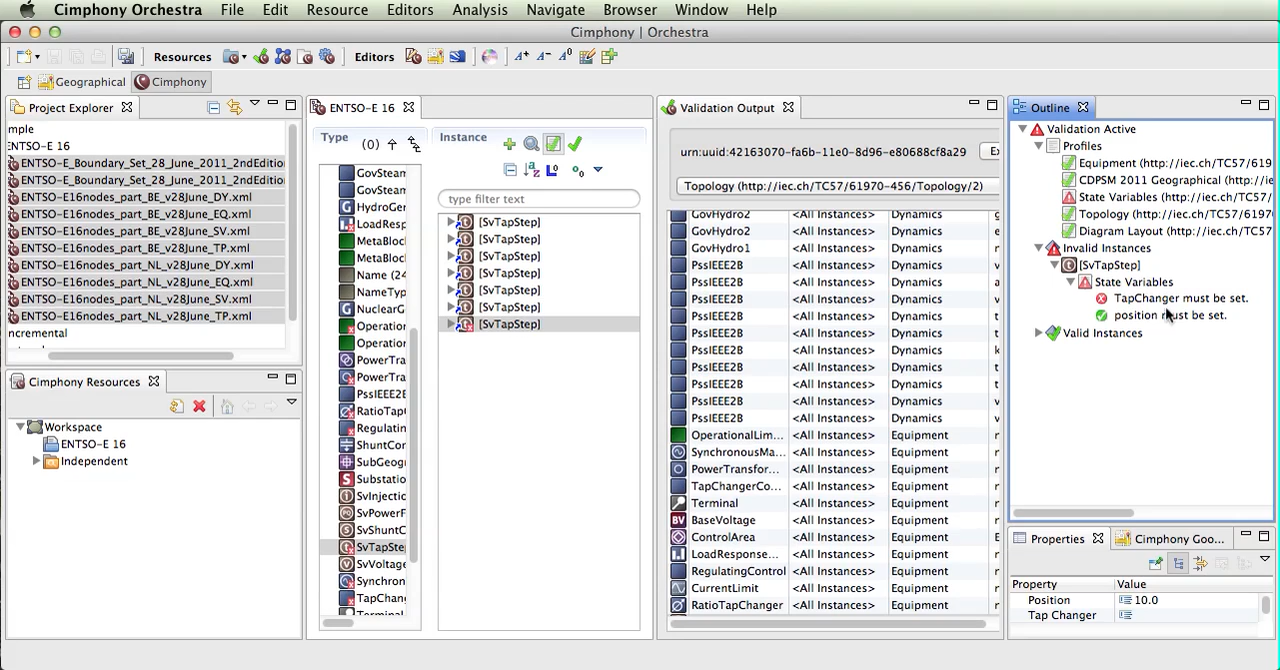 Cimphony Orchestra File Edit Resource Editors Analysis Navigate Browser Window Help
Cimphony | Orchestra
Resources Editors A+ A- A0
Geographical Cimphony
Project Explorer
mple
ENTSO-E 16
ENTSO-E_Boundary_Set_28_June_2011_2ndEdition
ENTSO-E_Boundary_Set_28_June_2011_2ndEdition
ENTSO-E16nodes_part_BE_v28June_DY.xml
ENTSO-E16nodes_part_BE_v28June_EQ.xml
ENTSO-E16nodes_part_BE_v28June_SV.xml
ENTSO-E16nodes_part_BE_v28June_TP.xml
ENTSO-E16nodes_part_NL_v28June_DY.xml
ENTSO-E16nodes_part_NL_v28June_EQ.xml
ENTSO-E16nodes_part_NL_v28June_SV.xml
ENTSO-E16nodes_part_NL_v28June_TP.xml
ncremental
Cimphony Resources
Workspace
ENTSO-E 16
Independent
ENTSO-E 16
Type (0)
GovSteam
GovSteam
HydroGen
LoadResp
MetaBlock
MetaBlock
Name (24
NameTyp
NuclearG
Operation
Operation
PowerTra
PowerTra
PssIEEE2B
RatioTap
Regulatin
ShuntCon
SubGeogr
Substatio
SvInjectio
SvPowerF
SvShuntC
SvTapStep
SvVoltage
Synchron
TapChang
Terminal
Instance
type filter text
[SvTapStep]
[SvTapStep]
[SvTapStep]
[SvTapStep]
[SvTapStep]
[SvTapStep]
[SvTapStep]
Validation Output
urn:uuid:42163070-fa6b-11e0-8d96-e80688cf8a29 Ex
Topology (http://iec.ch/TC57/61970-456/Topology/2)
GovHydro2 <All Instances> Dynamics g
GovHydro2 <All Instances> Dynamics e
GovHydro1 <All Instances> Dynamics n
PssIEEE2B <All Instances> Dynamics v
PssIEEE2B <All Instances> Dynamics v
PssIEEE2B <All Instances> Dynamics v
PssIEEE2B <All Instances> Dynamics t
PssIEEE2B <All Instances> Dynamics t
PssIEEE2B <All Instances> Dynamics k
PssIEEE2B <All Instances> Dynamics t
PssIEEE2B <All Instances> Dynamics t
PssIEEE2B <All Instances> Dynamics v
PssIEEE2B <All Instances> Dynamics v
OperationalLim... <All Instances> Equipment r
SynchronousMa... <All Instances> Equipment r
PowerTransfor... <All Instances> Equipment r
TapChangerCo... <All Instances> Equipment r
Terminal <All Instances> Equipment r
BaseVoltage <All Instances> Equipment r
ControlArea <All Instances> Equipment E
LoadResponse... <All Instances> Equipment r
RegulatingControl <All Instances> Equipment r
CurrentLimit <All Instances> Equipment r
RatioTapChanger <All Instances> Equipment r
Outline
Validation Active
Profiles
Equipment (http://iec.ch/TC57/61
CDPSM 2011 Geographical (http://ie
State Variables (http://iec.ch/TC57/
Topology (http://iec.ch/TC57/6197
Diagram Layout (http://iec.ch/TC57
Invalid Instances
[SvTapStep]
State Variables
TapChanger must be set.
position must be set.
Valid Instances
Properties Cimphony Goo...
Property Value
Position 10.0
Tap Changer